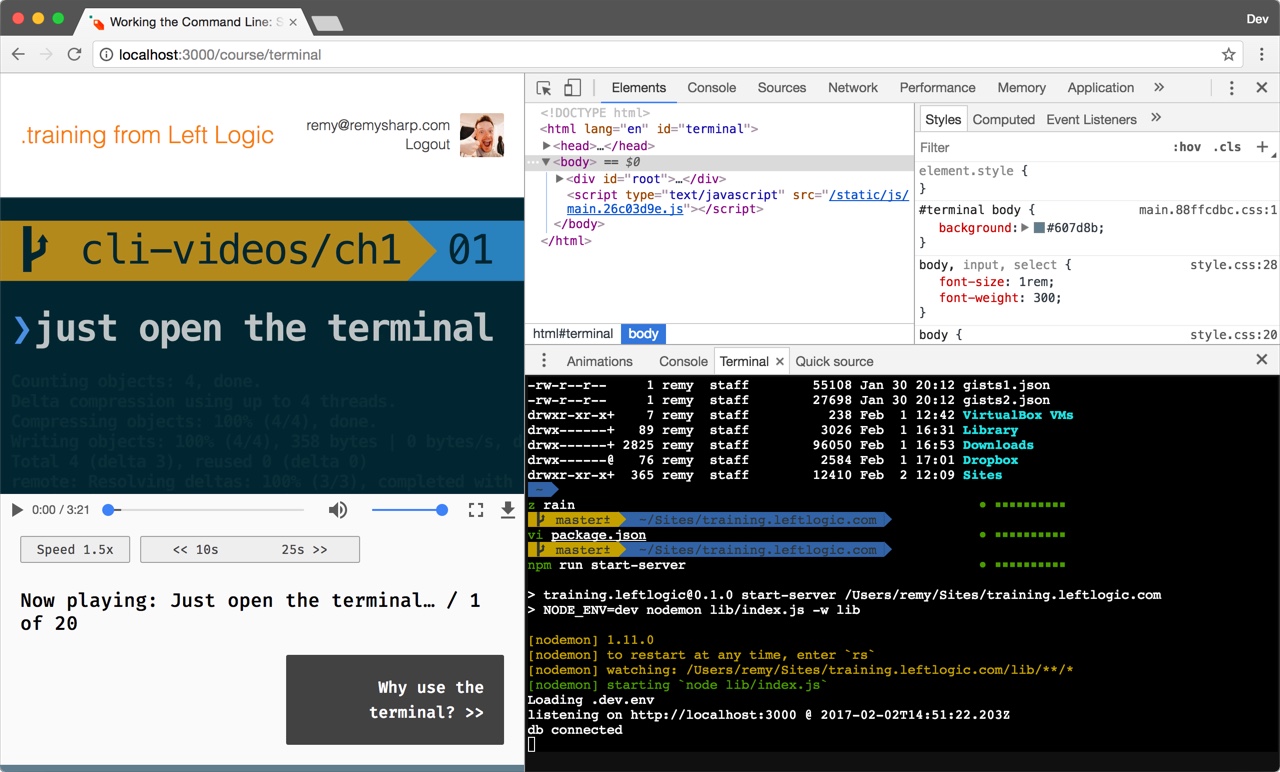 Working the Command Line: S
Dev
localhost:3000/course/terminal
.training from Left Logic
remy@remysharp.com
Logout
cli-videos/ch1 01
❯just open the terminal
Counting objects: 4, done.
Delta compression using up to 4 threads.
Compressing objects: 100% (4/4), done.
Writing objects: 100% (4/4), bytes | 0 bytes/s, d
Total 4 (delta 3), reused 0 (delta 0)
remote: Resolving deltas: 100% (3/3), completed with
0:00 / 3:21
Speed 1.5x
<< 10s 25s >>
Now playing: Just open the terminal… / 1
of 20
Why use the
terminal? >>
Elements Console Sources Network Performance Memory Application »
<!DOCTYPE html>
<html lang="en" id="terminal">
▶<head>…</head>
…▼<body> == $0
▶<div id="root">…</div>
<script type="text/javascript" src="/static/js/
main.26c03d9e.js"></script>
</body>
</html>
html#terminal body
Styles Computed Event Listeners »
Filter :hov .cls +
element.style {
}
#terminal body { main.88ffcdbc.css:1
background:▶#607d8b;
}
body, input, select { style.css:28
font-size: 1rem;
font-weight: 300;
}
body { style.css:20
Animations Console Terminal × Quick source
-rw-r--r-- 1 remy staff 55108 Jan 30 20:12 gists1.json
-rw-r--r-- 1 remy staff 27698 Jan 30 20:12 gists2.json
drwxr-xr-x+ 7 remy staff 238 Feb 1 12:42 VirtualBox VMs
drwx------+ 89 remy staff 3026 Feb 1 16:31 Library
drwx------+ 2825 remy staff 96050 Feb 1 16:53 Downloads
drwx------@ 76 remy staff 2584 Feb 1 17:01 Dropbox
drwxr-xr-x+ 365 remy staff 12410 Feb 2 12:09 Sites
~
z rain
master± ~/Sites/training.leftlogic.com
vi package.json
master± ~/Sites/training.leftlogic.com
npm run start-server
> training.leftlogic@0.1.0 start-server /Users/remy/Sites/training.leftlogic.com
> NODE_ENV=dev nodemon lib/index.js -w lib
[nodemon] 1.11.0
[nodemon] to restart at any time, enter `rs`
[nodemon] watching: /Users/remy/Sites/training.leftlogic.com/lib/**/*
[nodemon] starting `node lib/index.js`
Loading .dev.env
listening on http://localhost:3000 @ 2017-02-02T14:51:22.203Z
db connected